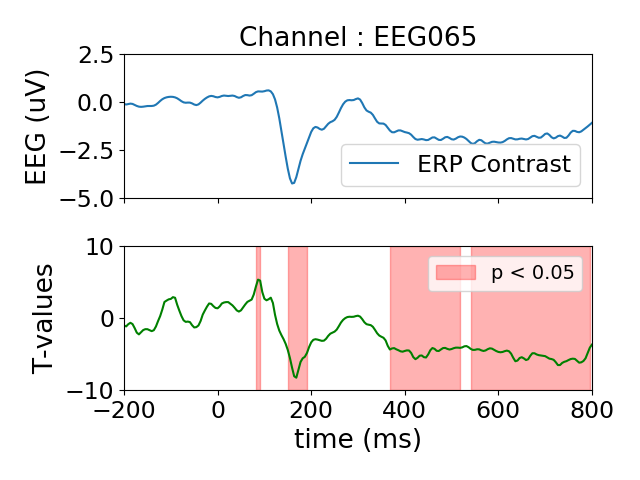 Channel : EEG065
2.5
0.0
−2.5
−5.0
EEG (uV)
ERP Contrast
10
0
−10
T-values
p < 0.05
−200
0
200
400
600
800
time (ms)